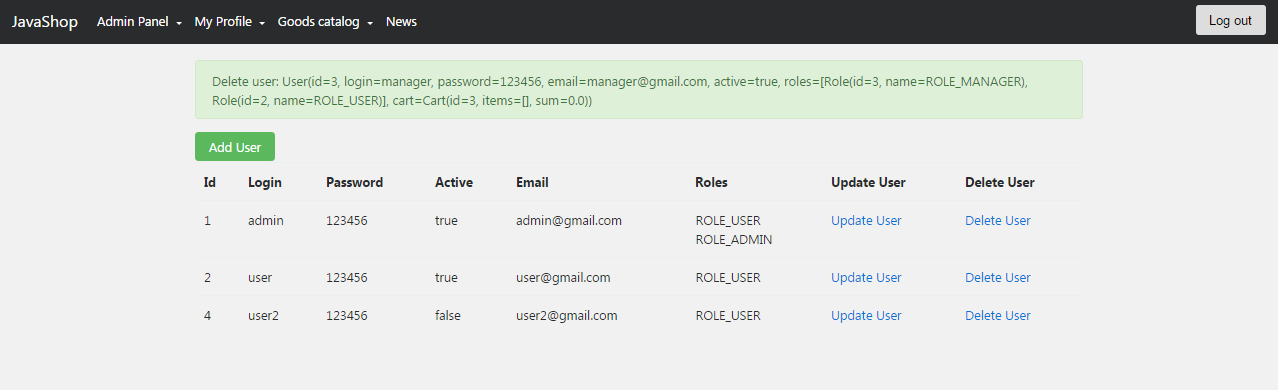 JavaShop Admin Panel My Profile Goods catalog News Log out
Delete user: User(id=3, login=manager, password=123456, email=manager@gmail.com, active=true, roles=[Role(id=3, name=ROLE_MANAGER),
Role(id=2, name=ROLE_USER)], cart=Cart(id=3, items=[], sum=0.0))
Add User
Id Login Password Active Email Roles Update User Delete User
1 admin 123456 true admin@gmail.com ROLE_USER Update User Delete User
ROLE_ADMIN
2 user 123456 true user@gmail.com ROLE_USER Update User Delete User
4 user2 123456 false user2@gmail.com ROLE_USER Update User Delete User